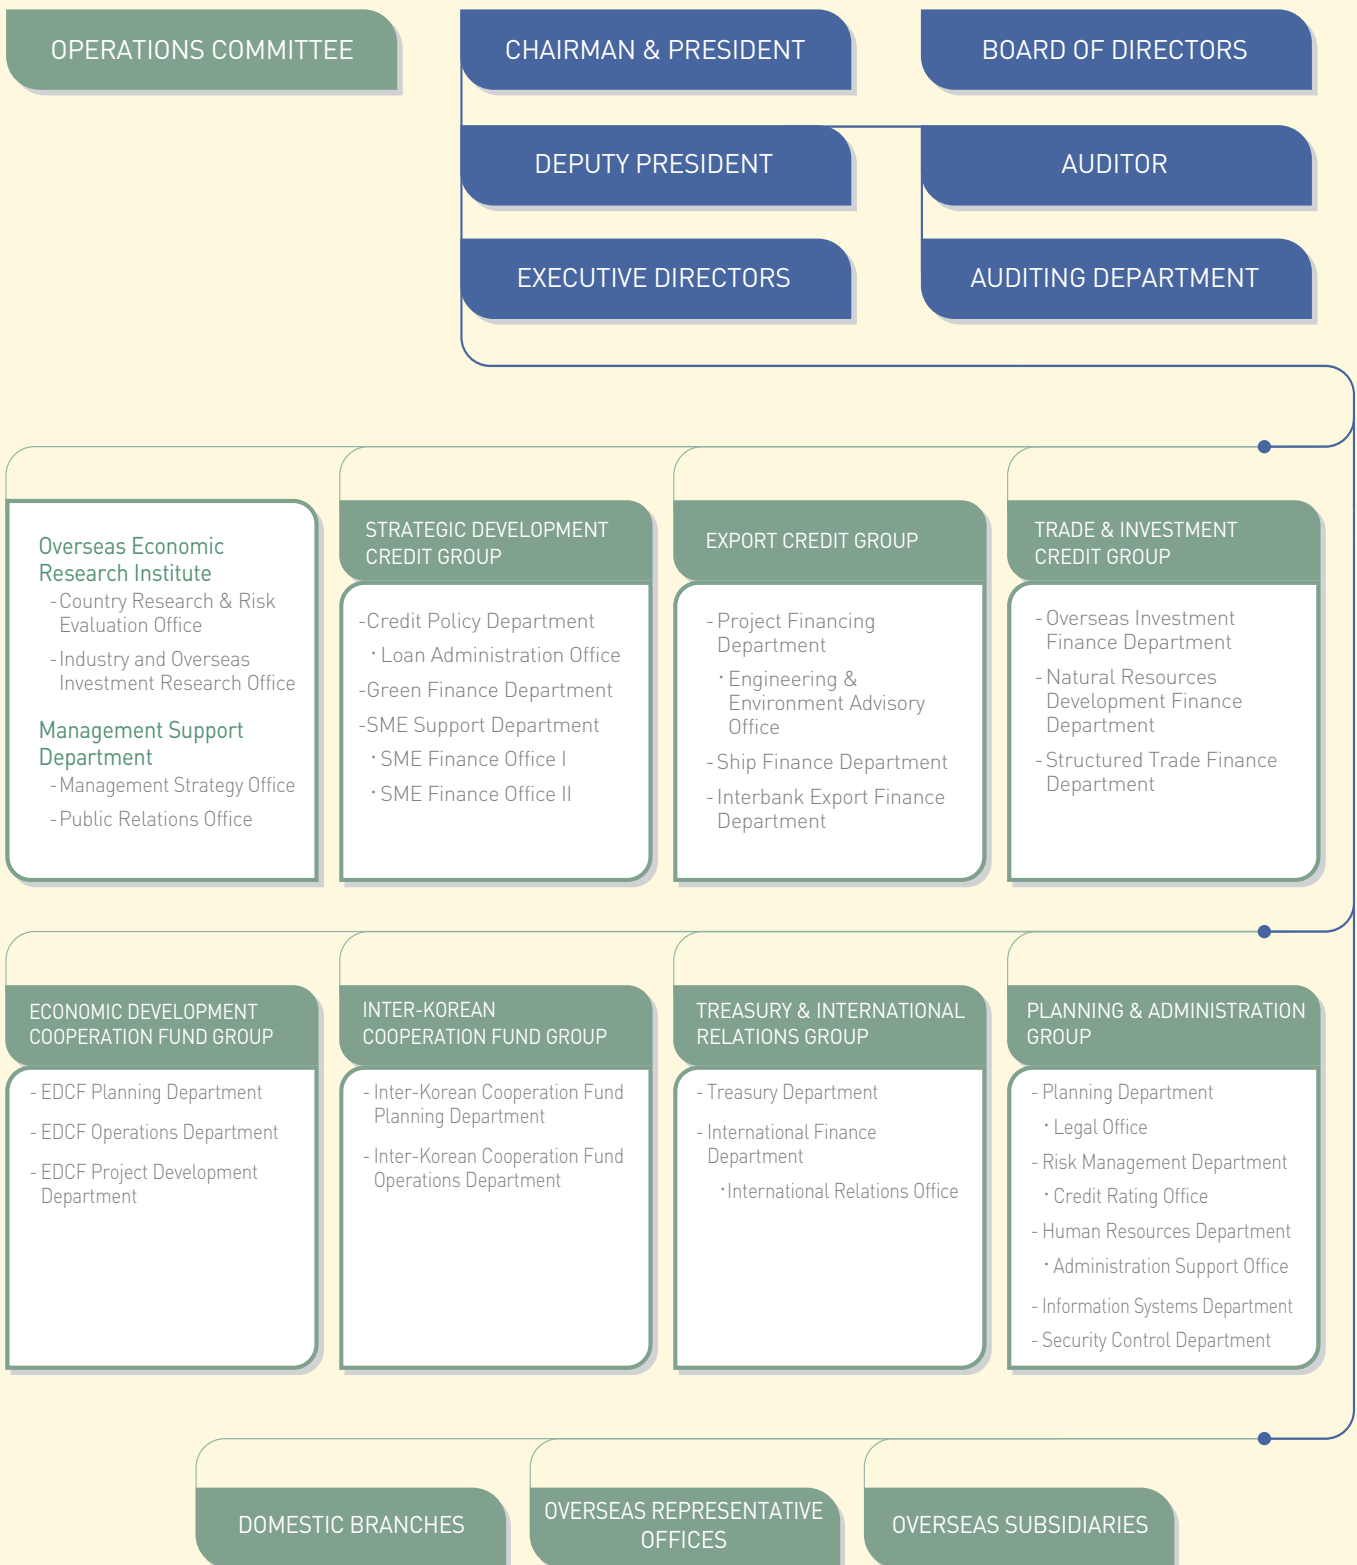 OPERATIONS COMMITTEE
CHAIRMAN & PRESIDENT
BOARD OF DIRECTORS
DEPUTY PRESIDENT
AUDITOR
EXECUTIVE DIRECTORS
AUDITING DEPARTMENT
Overseas Economic
Research Institute
-Country Research & Risk
Evaluation Office
-Industry and Overseas
Investment Research Office
Management Support
Department
-Management Strategy Office
-Public Relations Office
STRATEGIC DEVELOPMENT
CREDIT GROUP
-Credit Policy Department
· Loan Administration Office
-Green Finance Department
-SME Support Department
· SME Finance Office I
· SME Finance Office II
EXPORT CREDIT GROUP
- Project Financing
Department
· Engineering &
Environment Advisory
Office
- Ship Finance Department
- Interbank Export Finance
Department
TRADE & INVESTMENT
CREDIT GROUP
- Overseas Investment
Finance Department
- Natural Resources
Development Finance
Department
- Structured Trade Finance
Department
ECONOMIC DEVELOPMENT
COOPERATION FUND GROUP
- EDCF Planning Department
- EDCF Operations Department
- EDCF Project Development
Department
INTER-KOREAN
COOPERATION FUND GROUP
- Inter-Korean Cooperation Fund
Planning Department
- Inter-Korean Cooperation Fund
Operations Department
TREASURY & INTERNATIONAL
RELATIONS GROUP
- Treasury Department
- International Finance
Department
· International Relations Office
PLANNING & ADMINISTRATION
GROUP
- Planning Department
· Legal Office
- Risk Management Department
· Credit Rating Office
- Human Resources Department
· Administration Support Office
- Information Systems Department
- Security Control Department
DOMESTIC BRANCHES
OVERSEAS REPRESENTATIVE
OFFICES
OVERSEAS SUBSIDIARIES